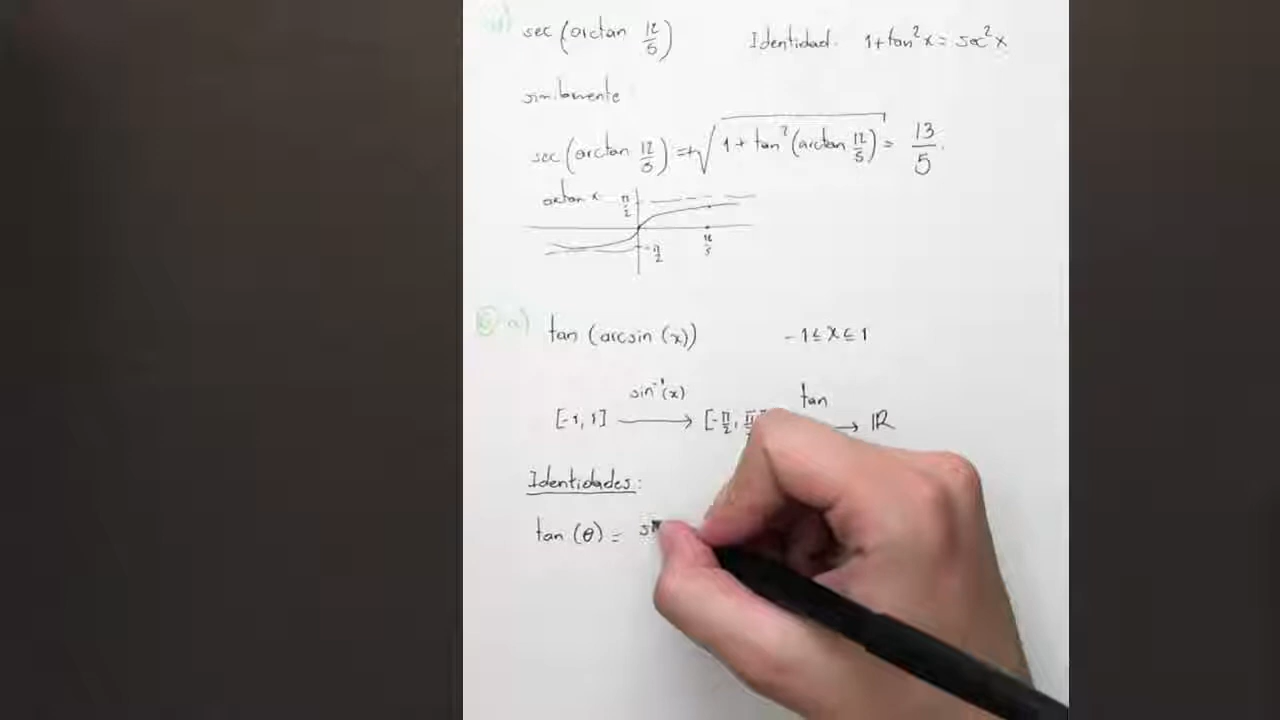 d) sec (arctan 12/5) Identidad: 1+tan²x = sec²x
similarmente
sec (arctan 12/5) = +√(1 + tan² (arctan 12/5)) = 13/5.
arctan x π/2
12/5
-π/2
a) tan (arcsin (x)) -1 ≤ x ≤ 1
sin⁻¹(x) tan
[-1, 1] → [-π/2, π/2] → ℝ
Identidades:
tan (θ) =